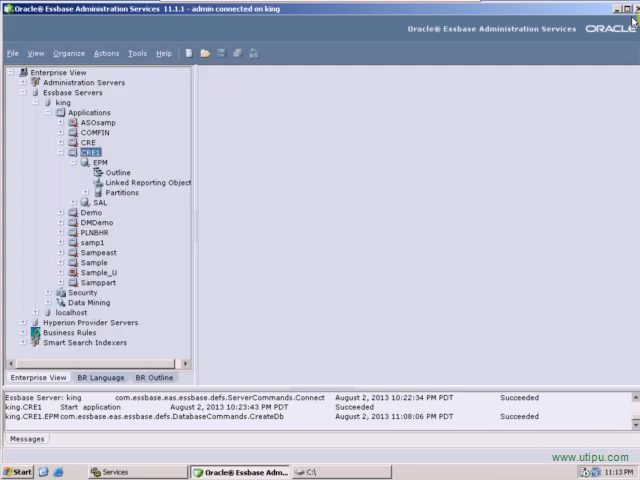 Oracle® Essbase Administration Services 11.1.1 - admin connected on king
Oracle® Essbase Administration Services ORACLE
File View Organize Actions Tools Help
Enterprise View
Administration Servers
Essbase Servers
king
Applications
ASOsamp
COMFIN
CRE
CRE1
EPM
Outline
Linked Reporting Object
Partitions
SAL
Demo
DMDemo
PLNBHR
samp1
Sampeast
Sample
Sample_U
Samppart
Security
Data Mining
localhost
Hyperion Provider Servers
Business Rules
Smart Search Indexers
Enterprise View BR Language BR Outline
Essbase Server: king com.essbase.eas.essbase.defs.ServerCommands.Connect August 2, 2013 10:22:34 PM PDT Succeeded
king.CRE1 Start application August 2, 2013 10:23:43 PM PDT Succeeded
king.CRE1.EPM com.essbase.eas.essbase.defs.DatabaseCommands.CreateDb August 2, 2013 11:08:06 PM PDT Succeeded
Messages
www.utipu.com
Start Services Oracle® Essbase Adm... C:\ 11:13 PM